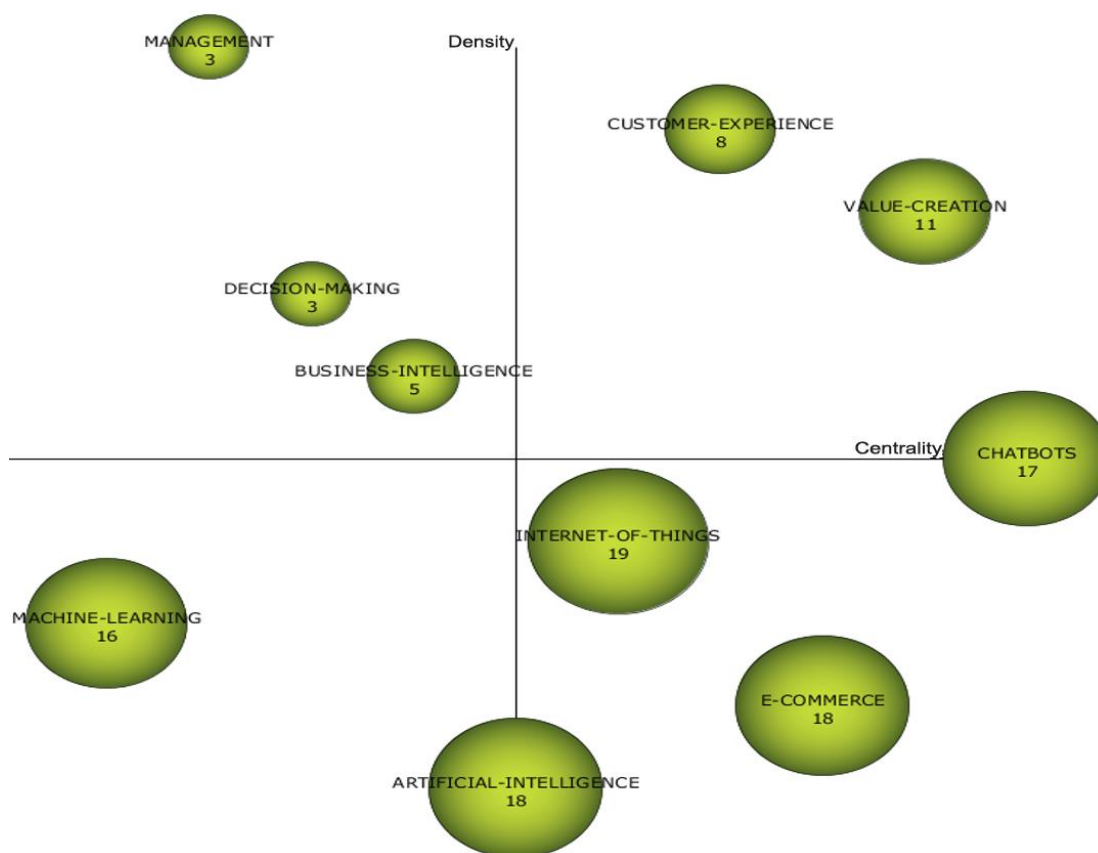 MANAGEMENT
3
Density
CUSTOMER-EXPERIENCE
8
VALUE-CREATION
11
DECISION-MAKING
3
BUSINESS-INTELLIGENCE
5
Centrality
CHATBOTS
17
INTERNET-OF-THINGS
19
MACHINE-LEARNING
16
E-COMMERCE
18
ARTIFICIAL-INTELLIGENCE
18